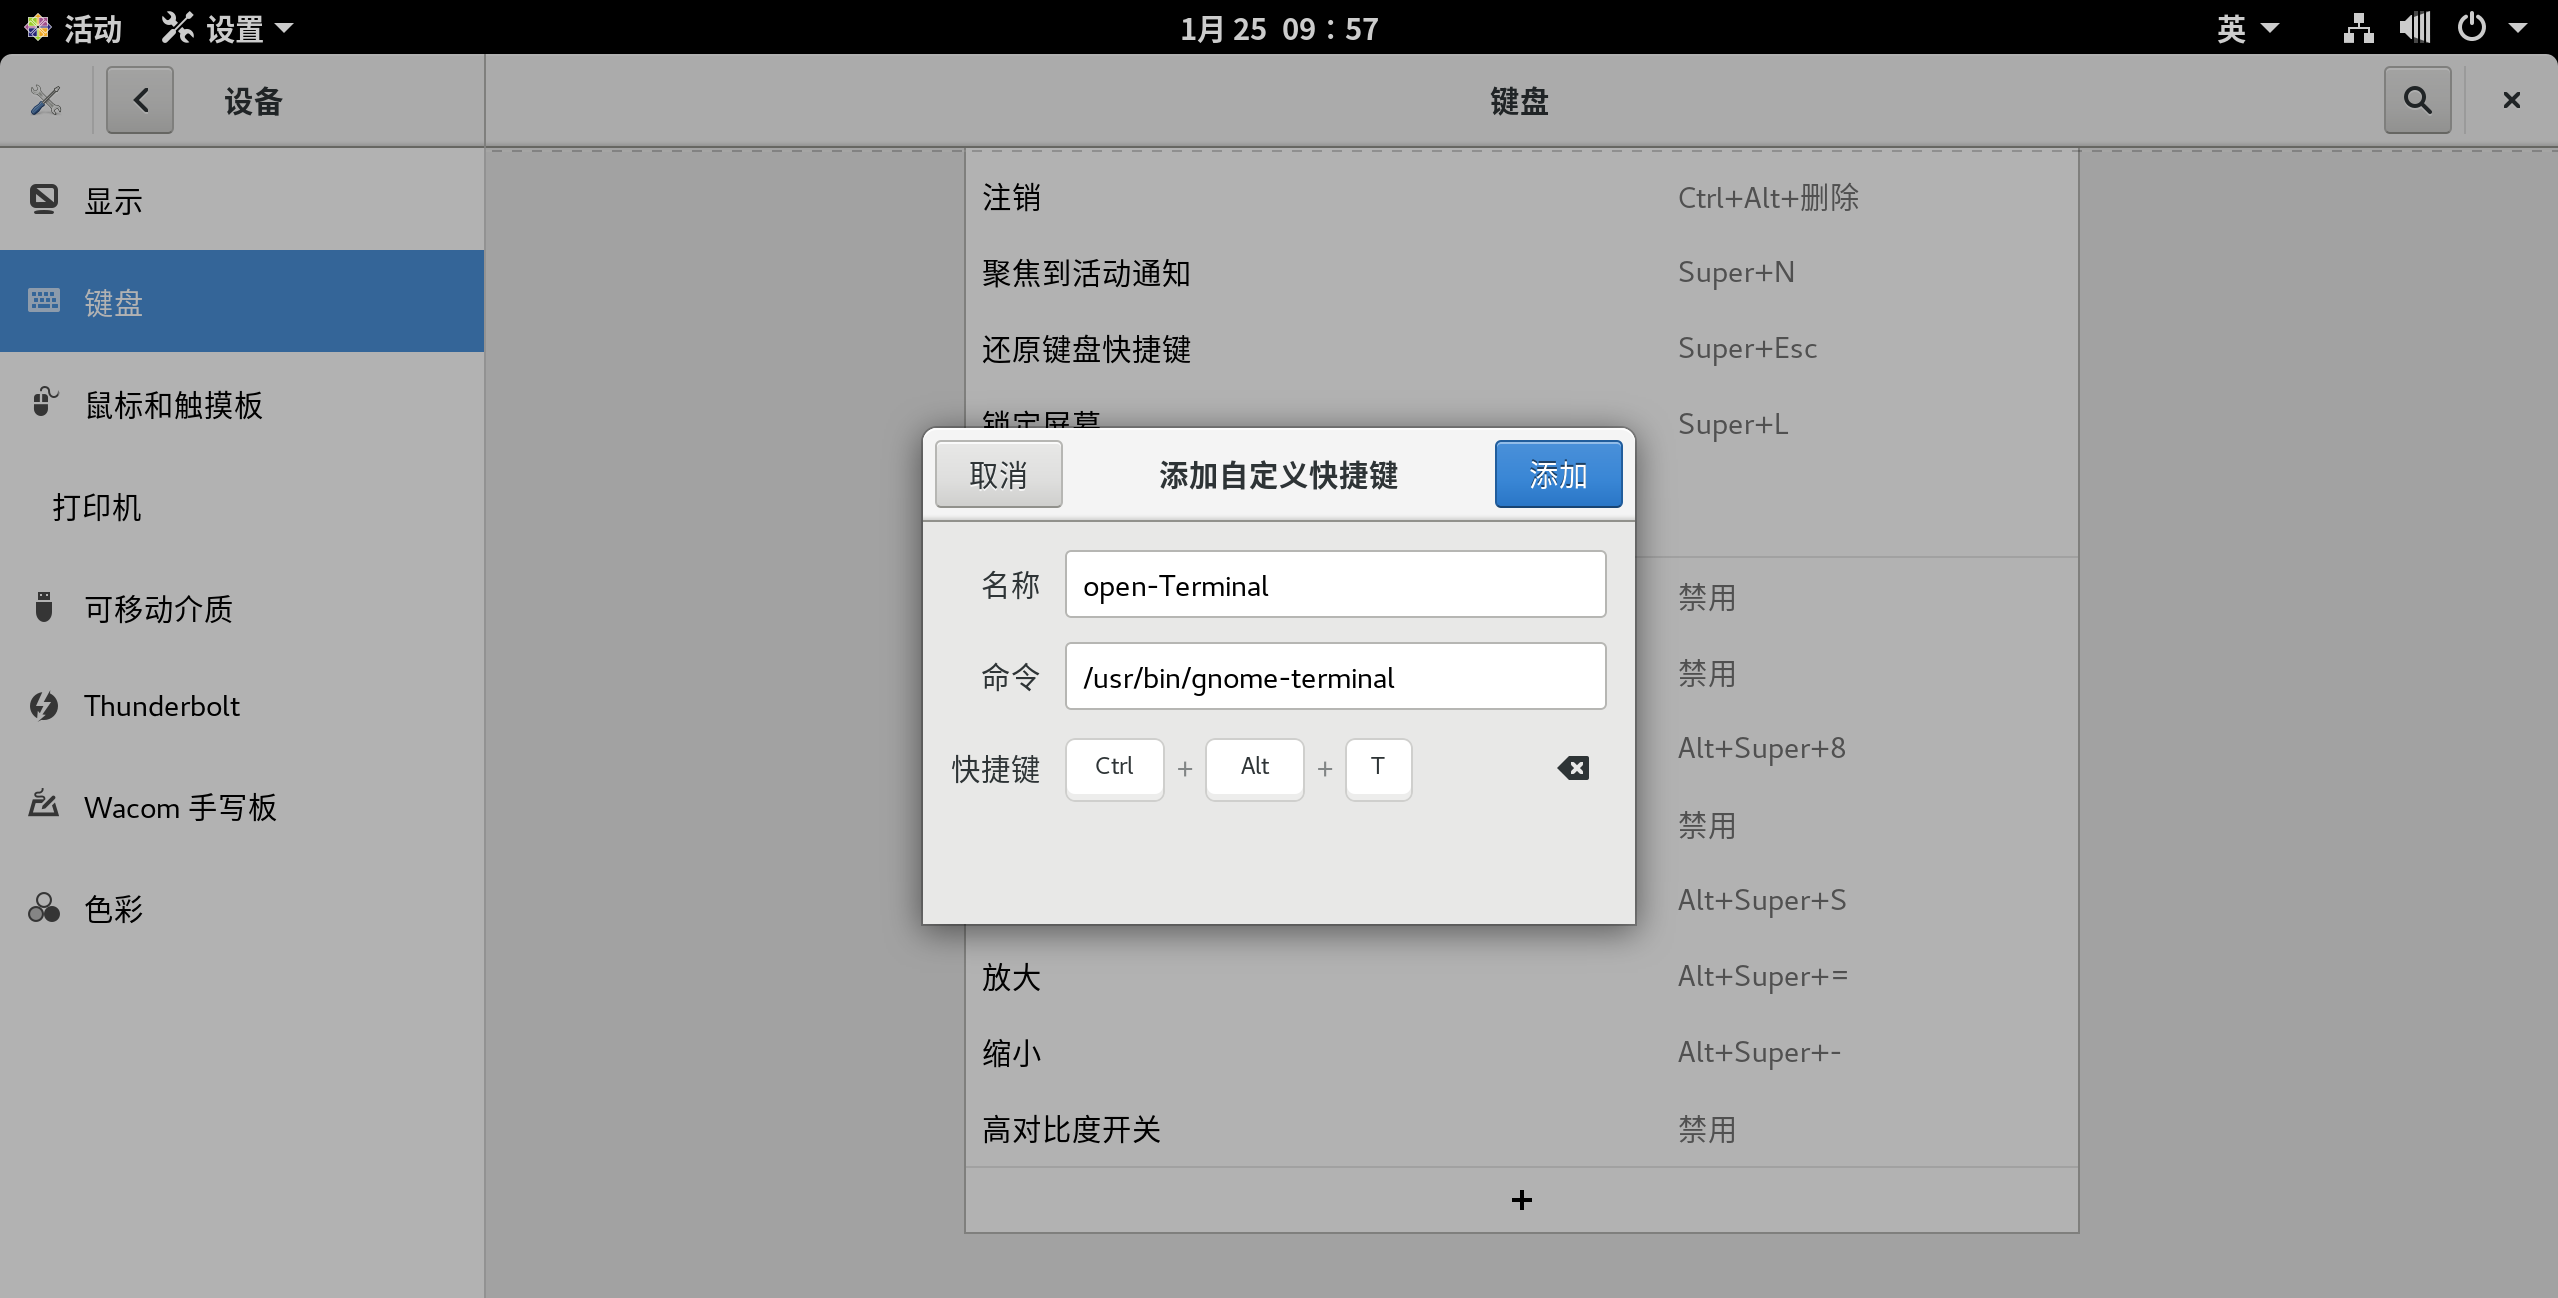 活动 设置 1月 25 09：57 英
设备 键盘
显示
键盘
鼠标和触摸板
打印机
可移动介质
Thunderbolt
Wacom 手写板
色彩
注销 Ctrl+Alt+删除
聚焦到活动通知 Super+N
还原键盘快捷键 Super+Esc
锁定屏幕 Super+L
取消 添加自定义快捷键 添加
名称 open-Terminal
命令 /usr/bin/gnome-terminal
快捷键 Ctrl + Alt + T
禁用
禁用
Alt+Super+8
禁用
Alt+Super+S
放大 Alt+Super+=
缩小 Alt+Super+-
高对比度开关 禁用
+